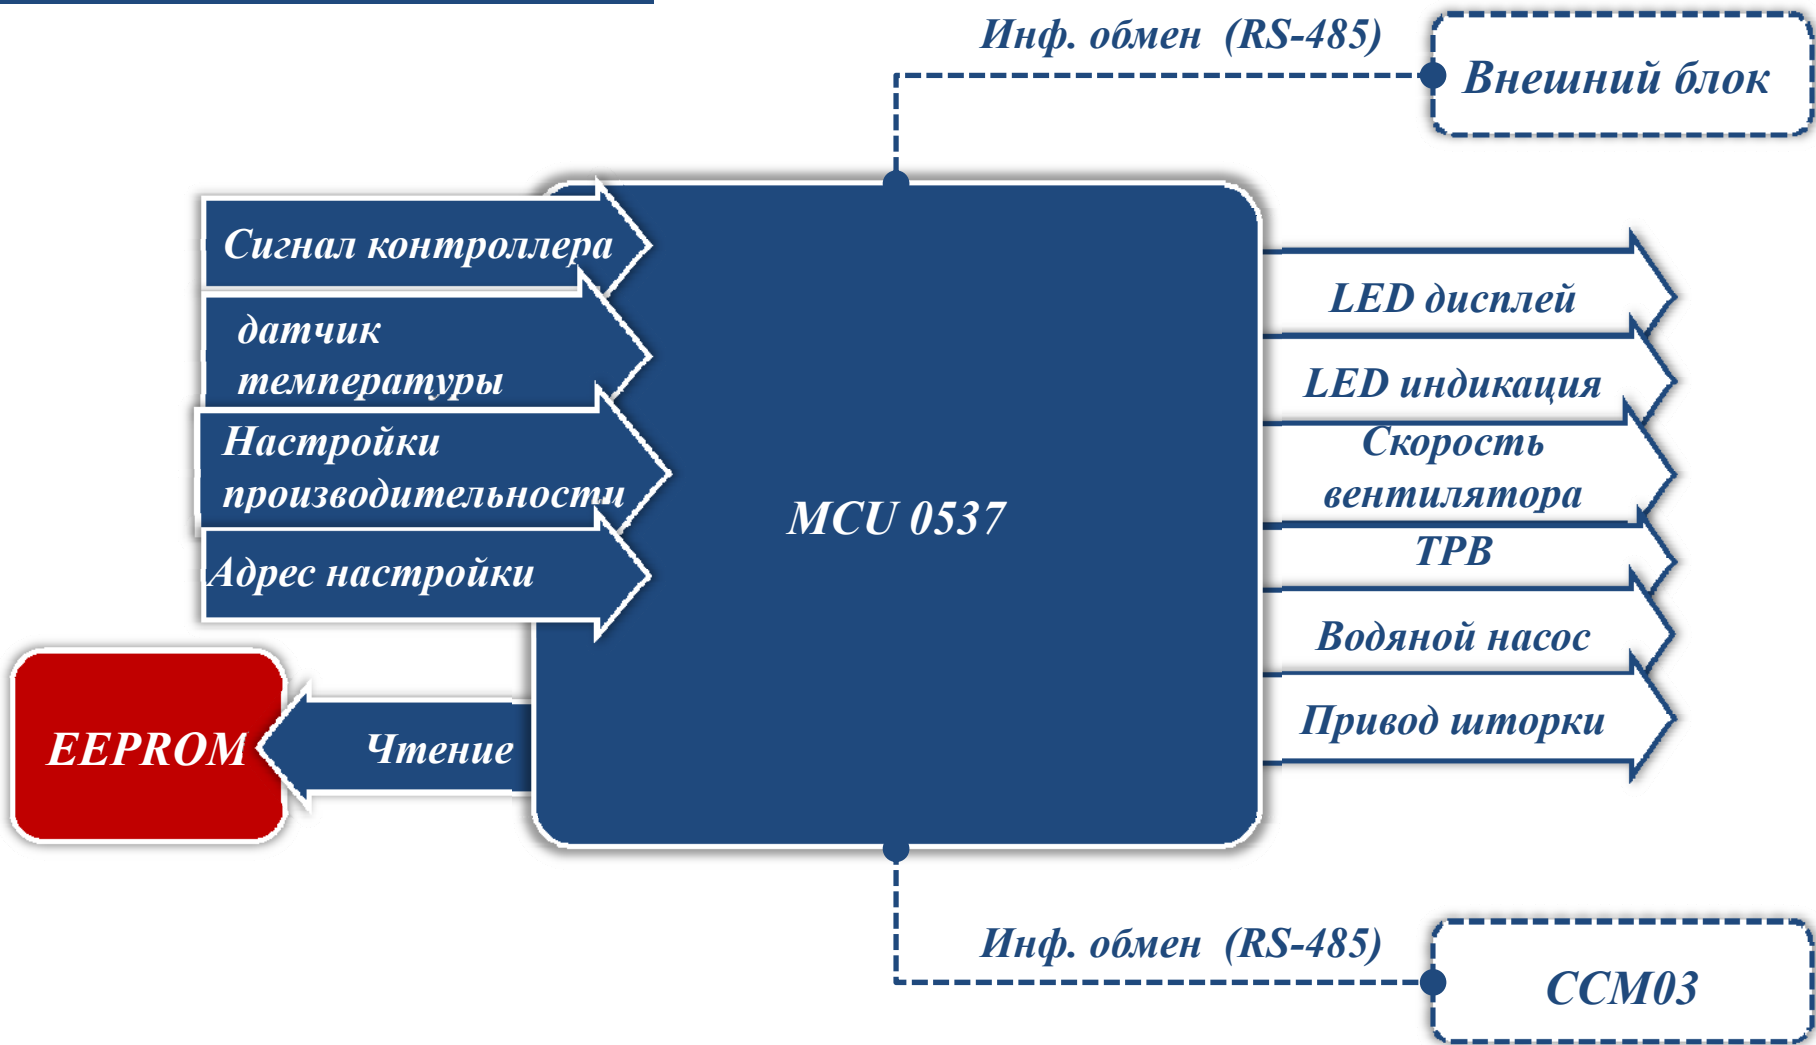 Инф. обмен (RS-485)
Внешний блок
Сигнал контроллера
датчик
температуры
Настройки
производительности
Адрес настройки
MCU 0537
LED дисплей
LED индикация
Скорость
вентилятора
ТРВ
Водяной насос
Привод шторки
EEPROM
Чтение
Инф. обмен (RS-485)
CCM03